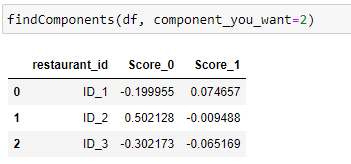 findComponents(df, component_you_want=2)
restaurant_id Score_0 Score_1
0 ID_1 -0.199955 0.074657
1 ID_2 0.502128 -0.009488
2 ID_3 -0.302173 -0.065169